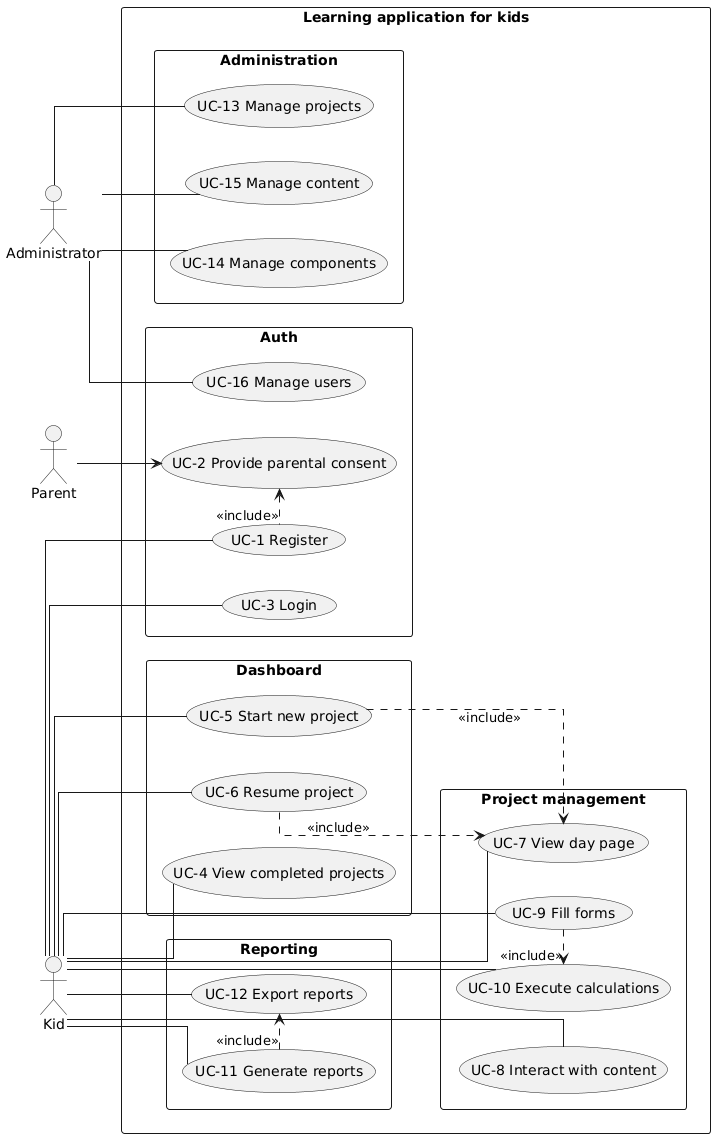 Learning application for kids
Administration
UC-13 Manage projects
UC-15 Manage content
Administrator
UC-14 Manage components
Auth
UC-16 Manage users
UC-2 Provide parental consent
Parent
«include»
UC-1 Register
UC-3 Login
Dashboard
UC-5 Start new project
«include»
UC-6 Resume project
Project management
«include»
UC-7 View day page
UC-4 View completed projects
UC-9 Fill forms
Reporting
«include»
UC-10 Execute calculations
UC-12 Export reports
Kid
«include»
UC-11 Generate reports
UC-8 Interact with content